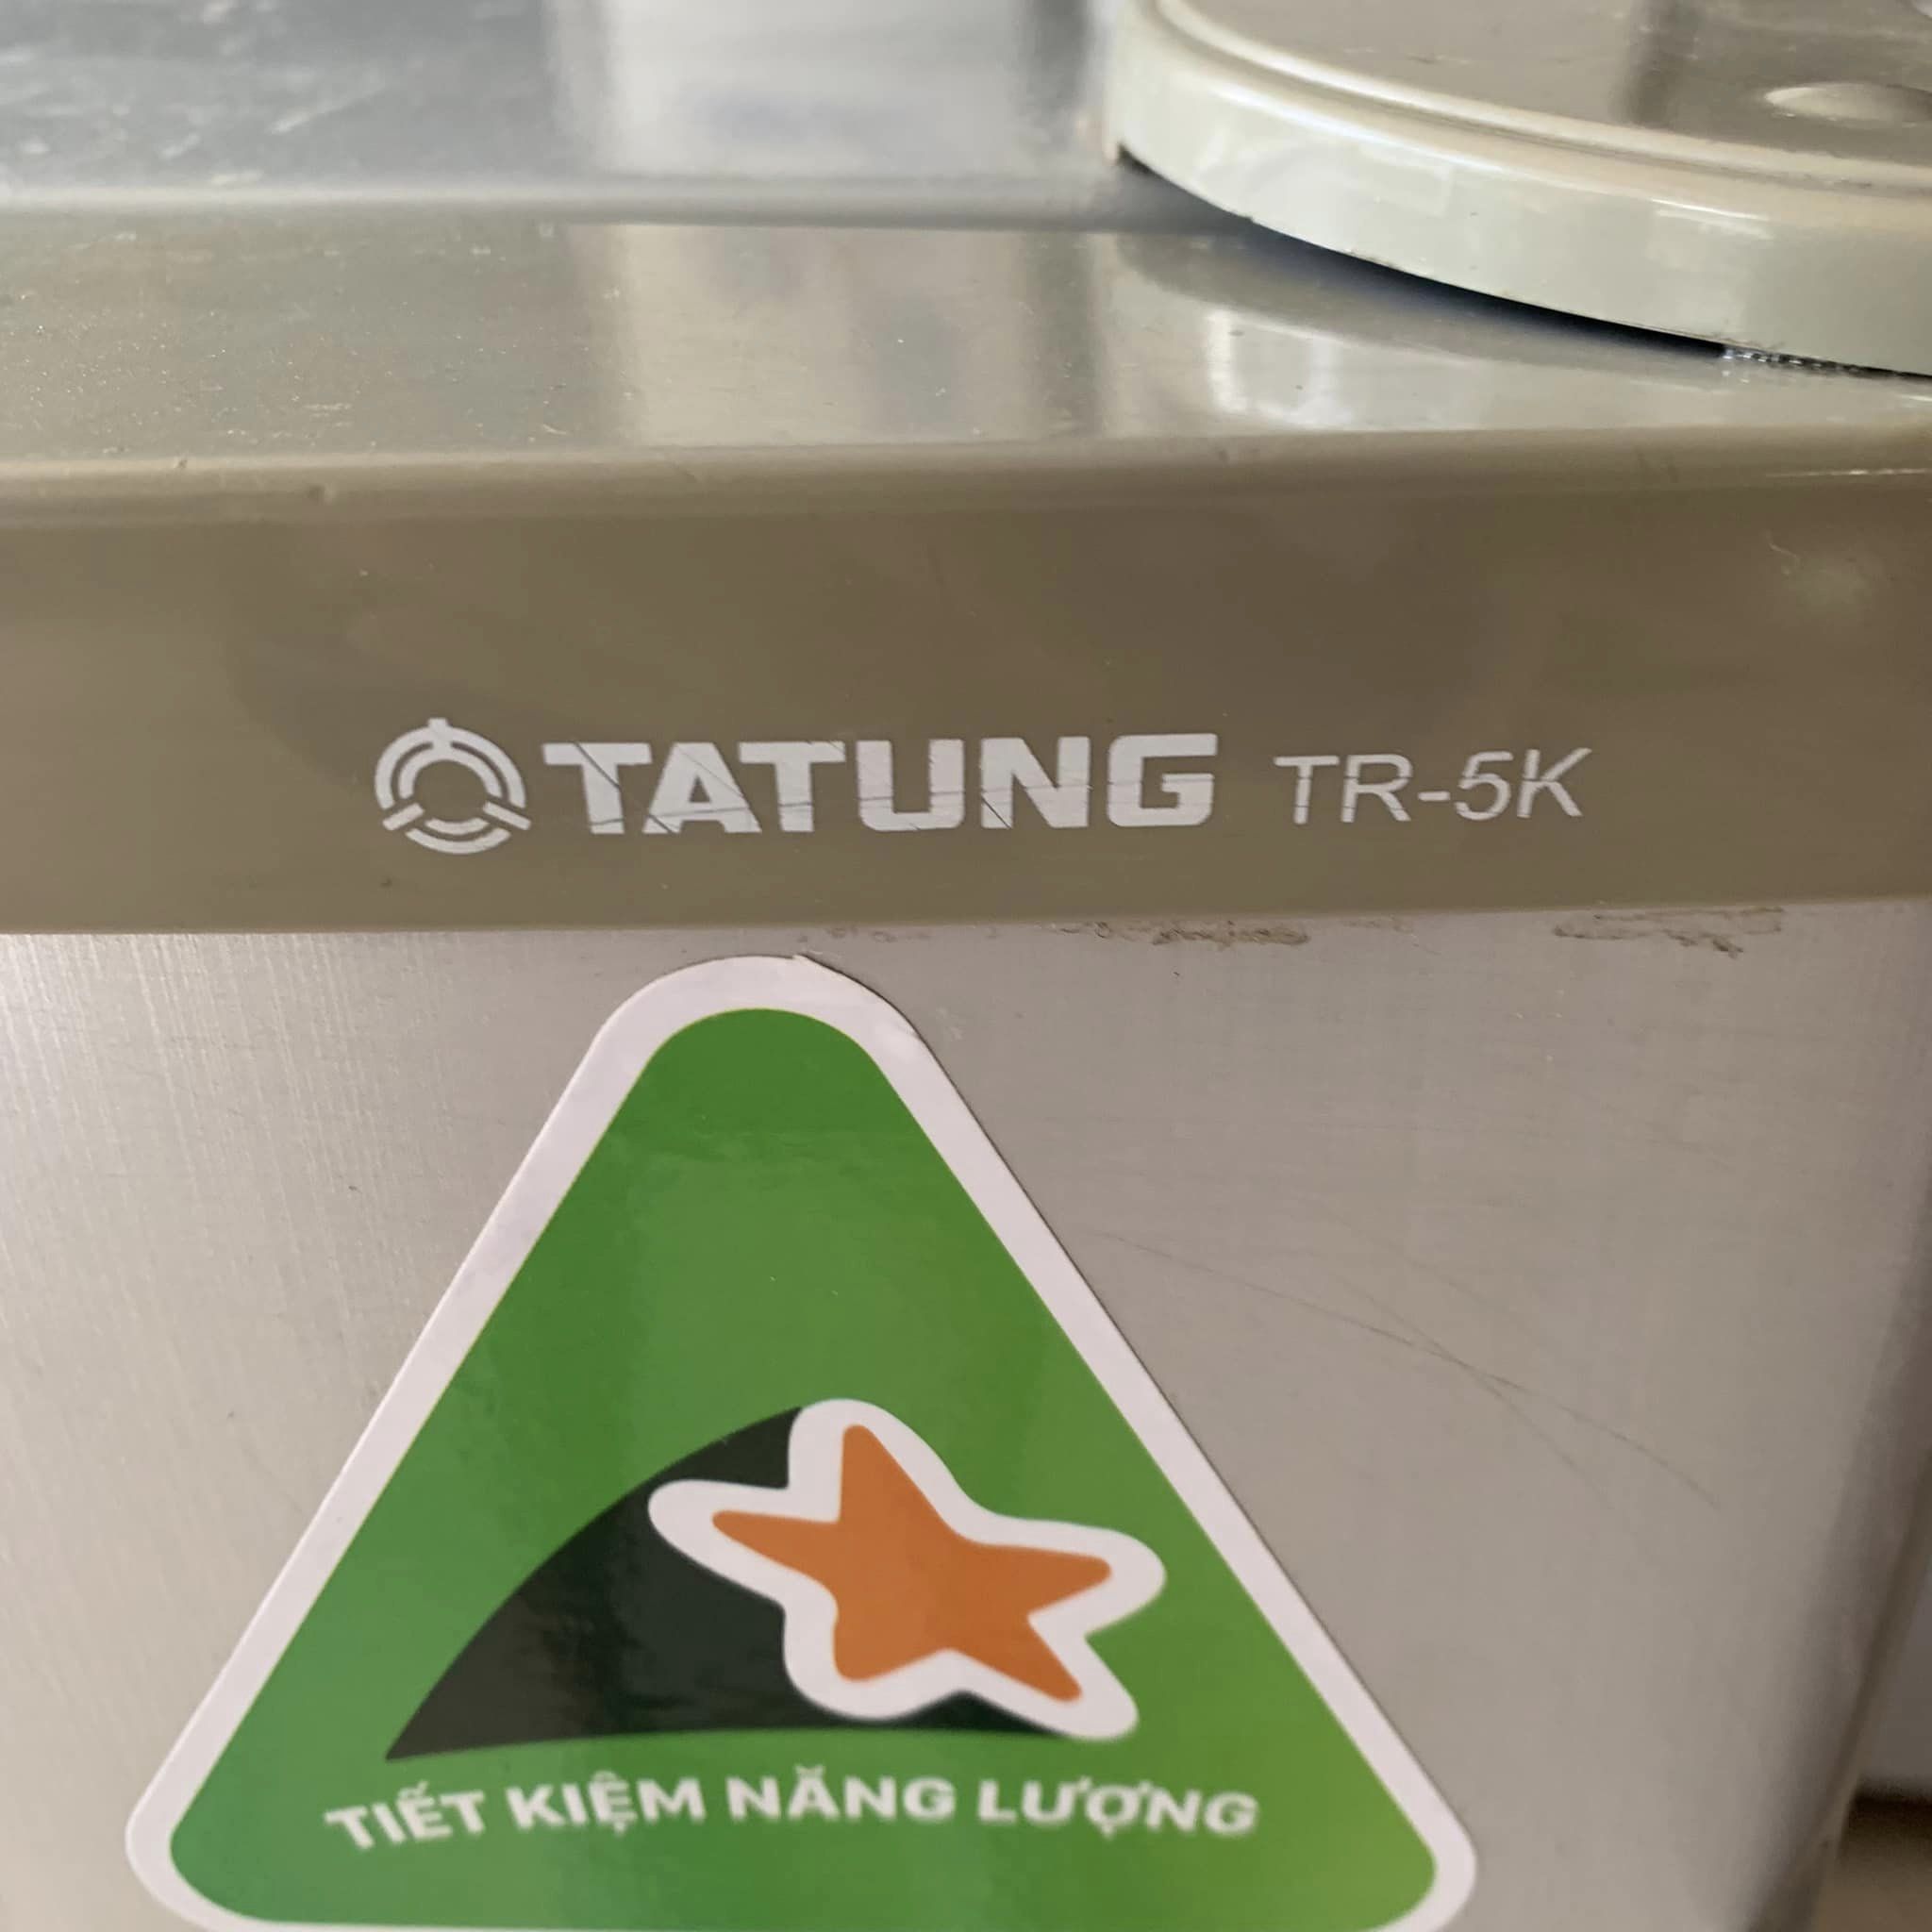 TATUNG TR-5K
TIẾT KIỆM NĂNG LƯỢNG